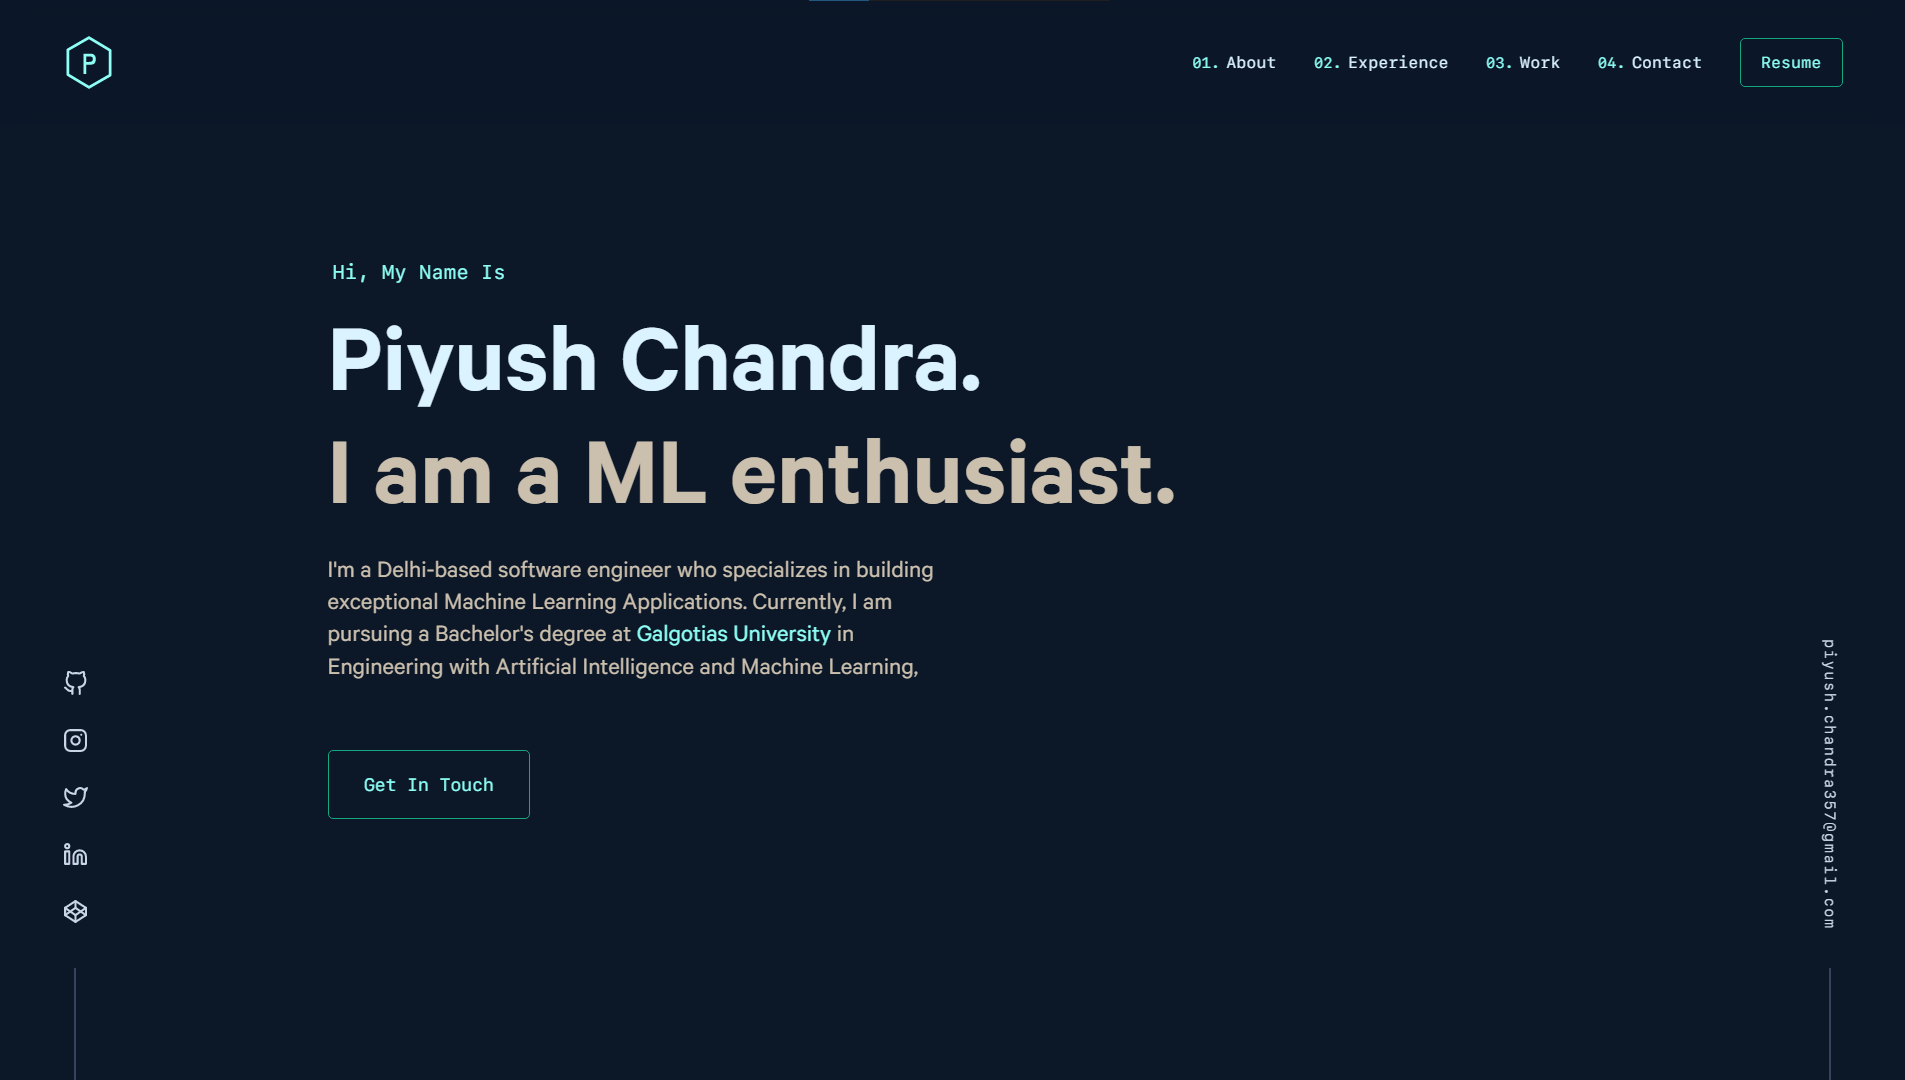 P
01. About 02. Experience 03. Work 04. Contact Resume
Hi, My Name Is
Piyush Chandra.
I am a ML enthusiast.
I'm a Delhi-based software engineer who specializes in building
exceptional Machine Learning Applications. Currently, I am
pursuing a Bachelor's degree at Galgotias University in
Engineering with Artificial Intelligence and Machine Learning,
Get In Touch
piyush.chandra357@gmail.com